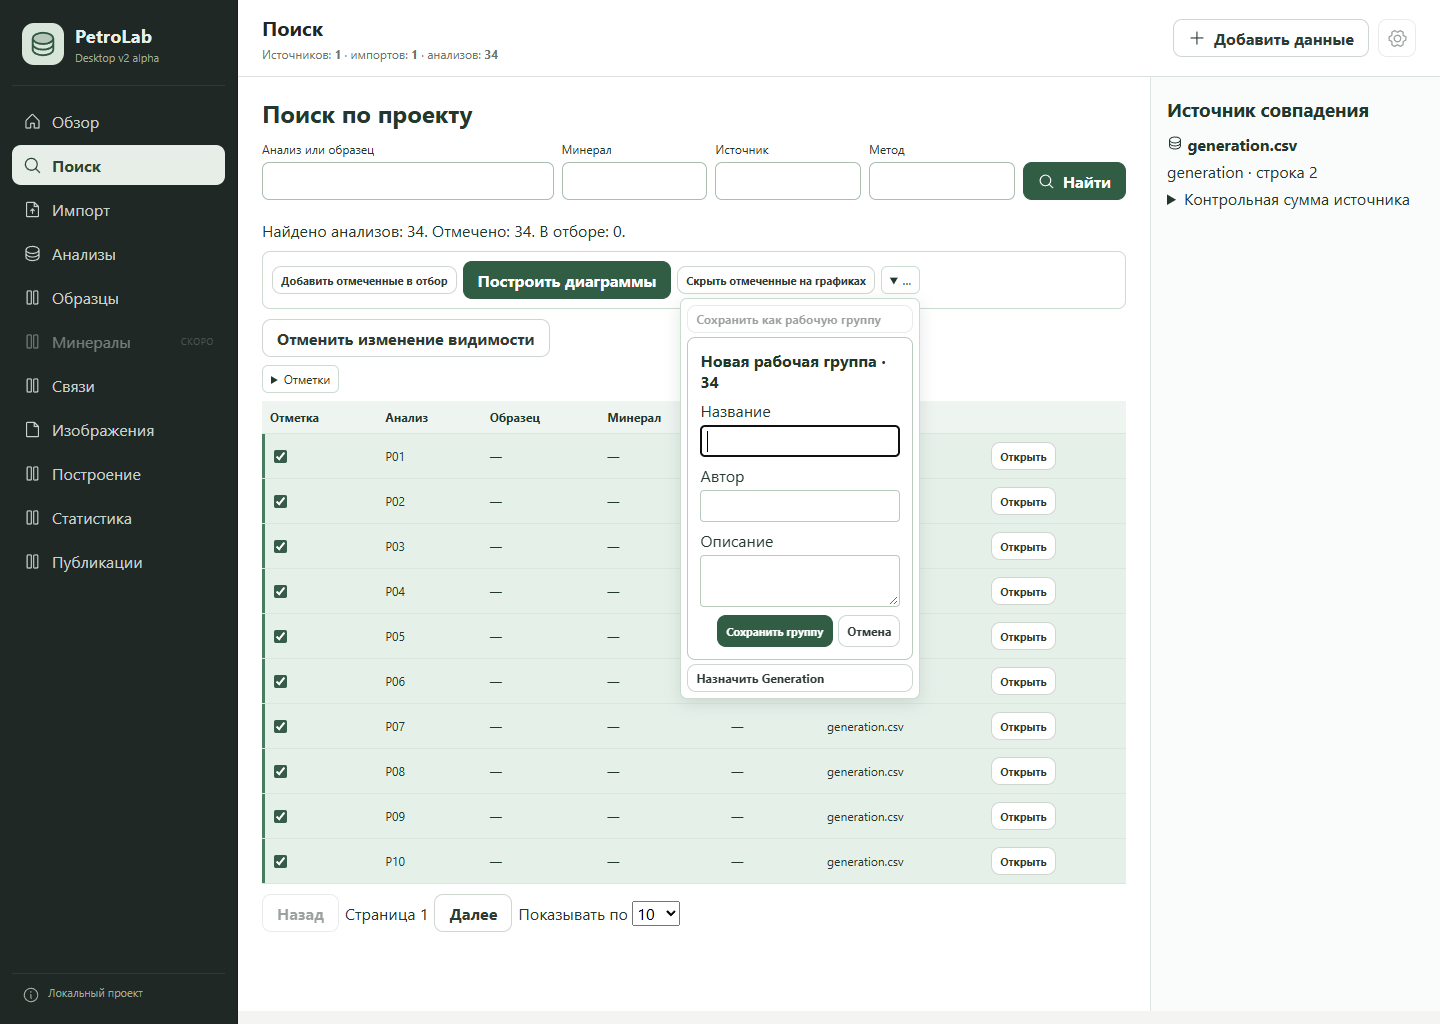 PetroLab
Desktop v2 alpha
Обзор
Поиск
Импорт
Анализы
Образцы
Минералы
СКОРО
Связи
Изображения
Построение
Статистика
Публикации
Локальный проект
Поиск
Источников: 1 · импортов: 1 · анализов: 34
Добавить данные
Поиск по проекту
Анализ или образец
Минерал
Источник
Метод
Найти
Найдено анализов: 34. Отмечено: 34. В отборе: 0.
Добавить отмеченные в отбор
Построить диаграммы
Скрыть отмеченные на графиках
▼ ...
Отменить изменение видимости
▶ Отметки
Сохранить как рабочую группу
Новая рабочая группа ·
34
Название
Автор
Описание
Сохранить группу
Отмена
Назначить Generation
Отметка Анализ Образец Минерал
P01 — — Открыть
P02 — — Открыть
P03 — — Открыть
P04 — — Открыть
P05 — — Открыть
P06 — — Открыть
P07 — — — generation.csv Открыть
P08 — — — generation.csv Открыть
P09 — — — generation.csv Открыть
P10 — — — generation.csv Открыть
Назад Страница 1 Далее Показывать по 10
Источник совпадения
generation.csv
generation · строка 2
▶ Контрольная сумма источника